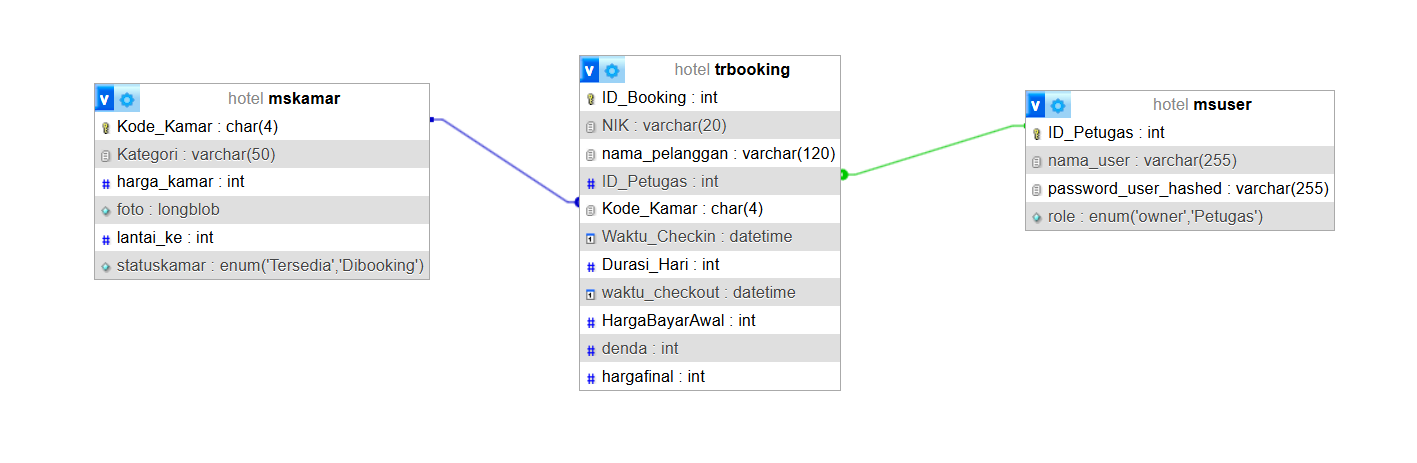 hotel mskamar
Kode_Kamar : char(4)
Kategori : varchar(50)
harga_kamar : int
foto : longblob
lantai_ke : int
statuskamar : enum('Tersedia','Dibooking')
hotel trbooking
ID_Booking : int
NIK : varchar(20)
nama_pelanggan : varchar(120)
ID_Petugas : int
Kode_Kamar : char(4)
Waktu_Checkin : datetime
Durasi_Hari : int
waktu_checkout : datetime
HargaBayarAwal : int
denda : int
hargafinal : int
hotel msuser
ID_Petugas : int
nama_user : varchar(255)
password_user_hashed : varchar(255)
role : enum('owner','Petugas')